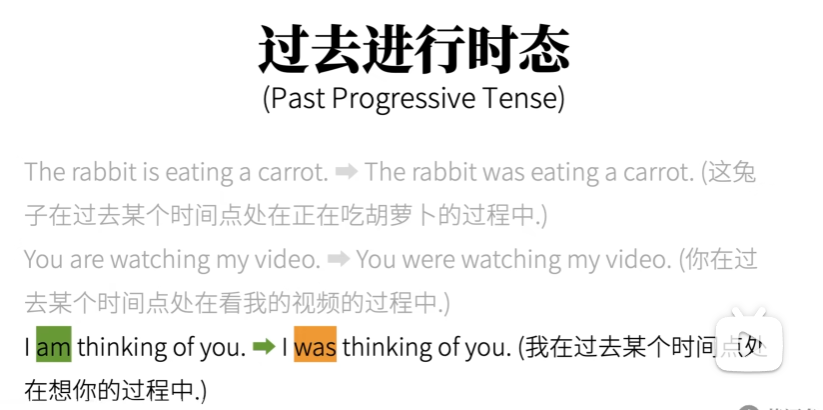 过去进行时态
(Past Progressive Tense)
The rabbit is eating a carrot. ➡ The rabbit was eating a carrot. (这兔
子在过去某个时间点处在正在吃胡萝卜的过程中.)
You are watching my video. ➡ You were watching my video. (你在过
去某个时间点处在看我的视频的过程中.)
I am thinking of you. ➡ I was thinking of you. (我在过去某个时间点处
在想你的过程中.)